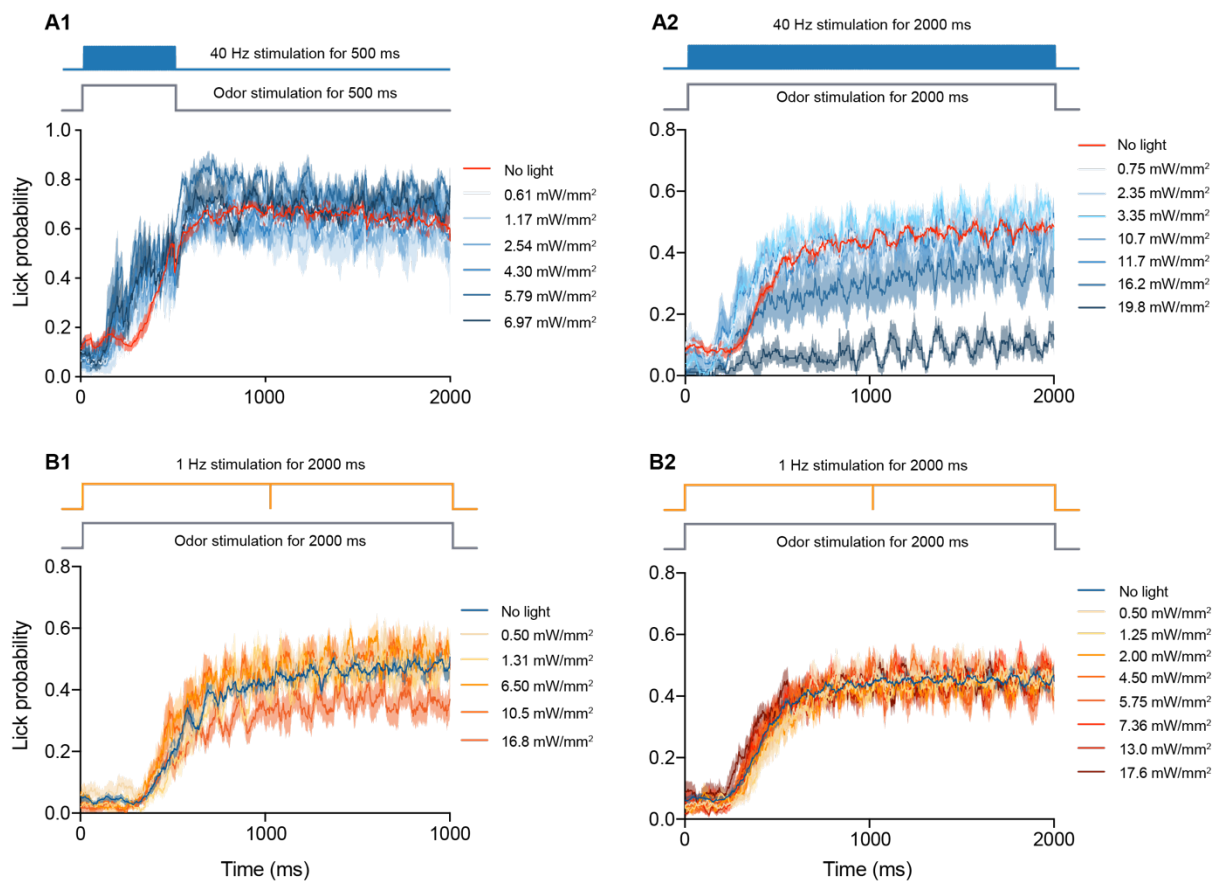 A1
40 Hz stimulation for 500 ms
Odor stimulation for 500 ms
1.0
0.8
0.6
0.4
0.2
0.0
Lick probability
0
1000
2000
No light
0.61 mW/mm²
1.17 mW/mm²
2.54 mW/mm²
4.30 mW/mm²
5.79 mW/mm²
6.97 mW/mm²
A2
40 Hz stimulation for 2000 ms
Odor stimulation for 2000 ms
0.8
0.6
0.4
0.2
0.0
0
1000
2000
No light
0.75 mW/mm²
2.35 mW/mm²
3.35 mW/mm²
10.7 mW/mm²
11.7 mW/mm²
16.2 mW/mm²
19.8 mW/mm²
B1
1 Hz stimulation for 2000 ms
Odor stimulation for 2000 ms
0.8
0.6
0.4
0.2
0.0
Lick probability
0
1000
1000
Time (ms)
No light
0.50 mW/mm²
1.31 mW/mm²
6.50 mW/mm²
10.5 mW/mm²
16.8 mW/mm²
B2
1 Hz stimulation for 2000 ms
Odor stimulation for 2000 ms
0.8
0.6
0.4
0.2
0.0
0
1000
2000
Time (ms)
No light
0.50 mW/mm²
1.25 mW/mm²
2.00 mW/mm²
4.50 mW/mm²
5.75 mW/mm²
7.36 mW/mm²
13.0 mW/mm²
17.6 mW/mm²